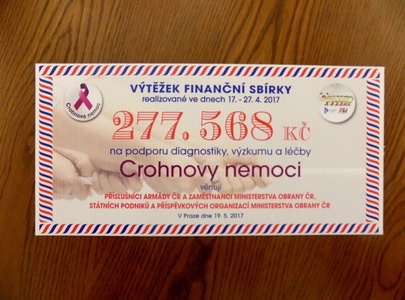 VÝTĚŽEK FINANČNÍ SBÍRKY
realizované ve dnech 17. - 27. 4. 2017
277.568 KČ
na podporu diagnostiky, výzkumu a léčby
Crohnovy nemoci
věnují
PŘÍSLUŠNÍCI ARMÁDY ČR A ZAMĚSTNANCI MINISTERSTVA OBRANY ČR,
STÁTNÍCH PODNIKŮ A PŘÍSPĚVKOVÝCH ORGANIZACÍ MINISTERSTVA OBRANY ČR
V Praze dne 19. 5. 2017
Crohnova nemoc